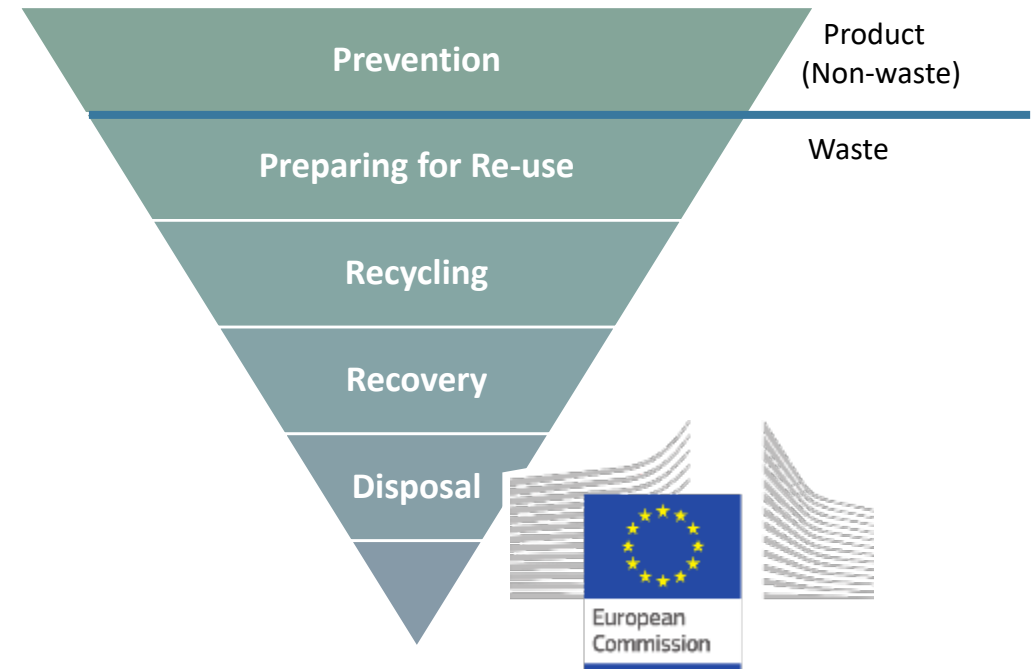 Prevention
Product
(Non-waste)
Preparing for Re-use
Waste
Recycling
Recovery
Disposal
European
Commission